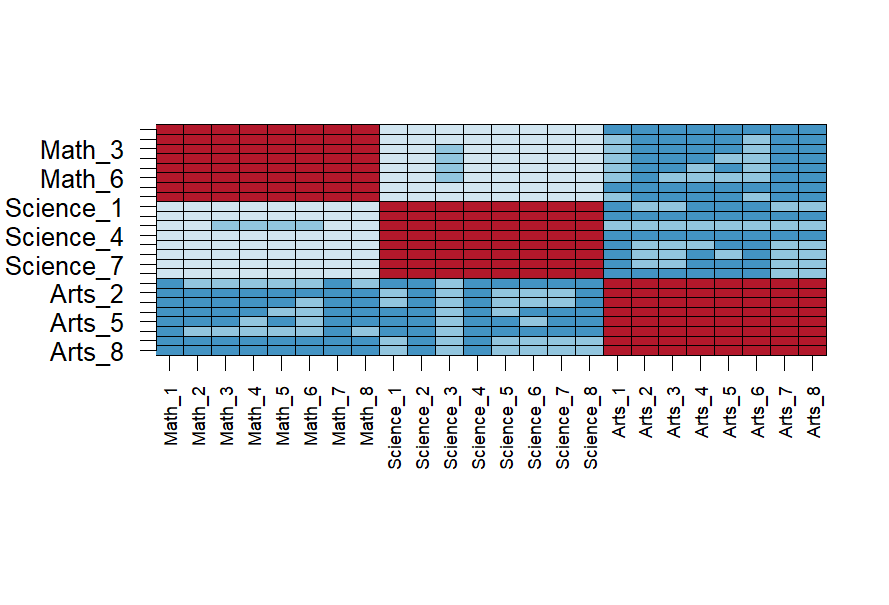 Math_3
Math_6
Science_1
Science_4
Science_7
Arts_2
Arts_5
Arts_8
Math_1
Math_2
Math_3
Math_4
Math_5
Math_6
Math_7
Math_8
Science_1
Science_2
Science_3
Science_4
Science_5
Science_6
Science_7
Science_8
Arts_1
Arts_2
Arts_3
Arts_4
Arts_5
Arts_6
Arts_7
Arts_8